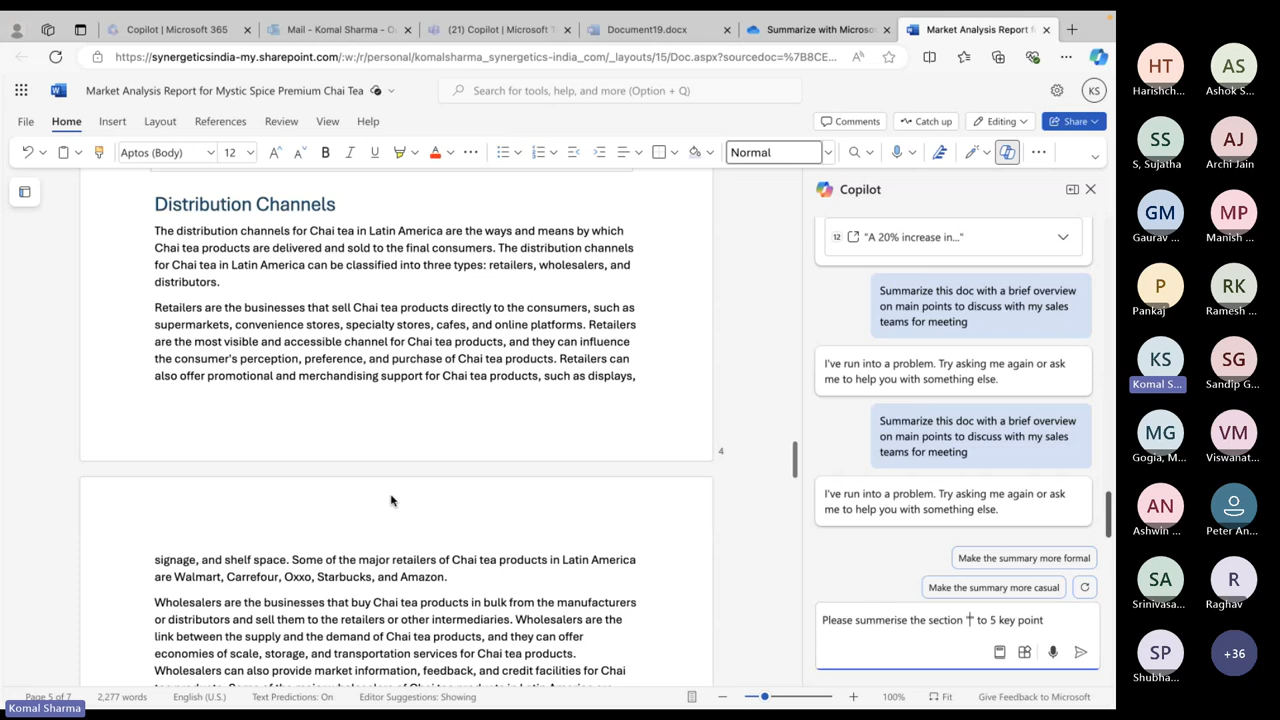 Copilot | Microsoft 365
Mail - Komal Sharma - O
(21) Copilot | Microsoft T
Document19.docx
Summarize with Microso
Market Analysis Report f
https://synergeticsindia-my.sharepoint.com/:w:/r/personal/komalsharma_synergetics-india_com/_layouts/15/Doc.aspx?sourcedoc=%7B8CE...
Market Analysis Report for Mystic Spice Premium Chai Tea
Search for tools, help, and more (Option + Q)
KS
File Home Insert Layout References Review View Help
Comments Catch up Editing Share
Aptos (Body) 12 B I U A Normal
Distribution Channels
The distribution channels for Chai tea in Latin America are the ways and means by which
Chai tea products are delivered and sold to the final consumers. The distribution channels
for Chai tea in Latin America can be classified into three types: retailers, wholesalers, and
distributors.
Retailers are the businesses that sell Chai tea products directly to the consumers, such as
supermarkets, convenience stores, specialty stores, cafes, and online platforms. Retailers
are the most visible and accessible channel for Chai tea products, and they can influence
the consumer's perception, preference, and purchase of Chai tea products. Retailers can
also offer promotional and merchandising support for Chai tea products, such as displays,
4
signage, and shelf space. Some of the major retailers of Chai tea products in Latin America
are Walmart, Carrefour, Oxxo, Starbucks, and Amazon.
Wholesalers are the businesses that buy Chai tea products in bulk from the manufacturers
or distributors and sell them to the retailers or other intermediaries. Wholesalers are the
link between the supply and the demand of Chai tea products, and they can offer
economies of scale, storage, and transportation services for Chai tea products.
Wholesalers can also provide market information, feedback, and credit facilities for Chai
Copilot
12 "A 20% increase in..."
Summarize this doc with a brief overview
on main points to discuss with my sales
teams for meeting
I've run into a problem. Try asking me again or ask
me to help you with something else.
Summarize this doc with a brief overview
on main points to discuss with my sales
teams for meeting
I've run into a problem. Try asking me again or ask
me to help you with something else.
Make the summary more formal
Make the summary more casual
Please summerise the section to 5 key point
Page 5 of 7 2,277 words English (U.S.) Text Predictions: On Editor Suggestions: Showing 100% Fit Give Feedback to Microsoft
Komal Sharma
HT AS
Harishch... Ashok S...
SS AJ
S, Sujatha Archi Jain
GM MP
Gaurav ... Manish ...
P RK
Pankaj Ramesh ...
KS SG
Komal S... Sandip G...
MG VM
Gogia, M... Viswanat...
AN
Ashwin ... Peter An...
SA R
Srinivasa... Raghav
SP +36
Shubha...